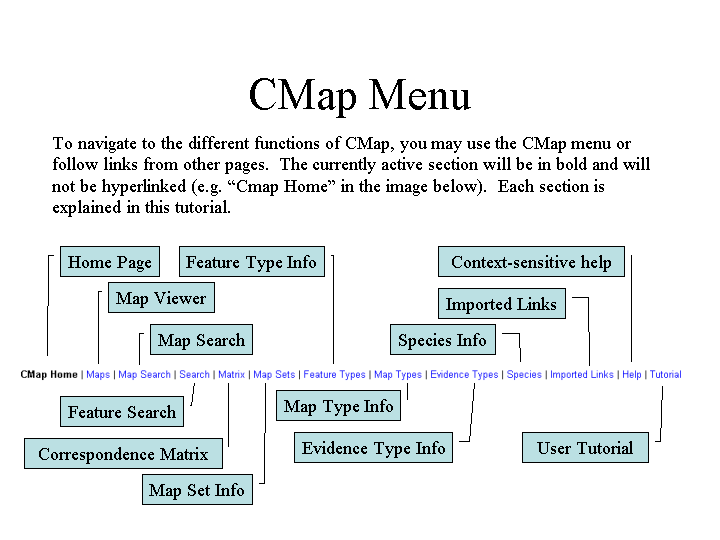 CMap Menu
To navigate to the different functions of CMap, you may use the CMap menu or
follow links from other pages.  The currently active section will be in bold and will
not be hyperlinked (e.g. “Cmap Home” in the image below).  Each section is
explained in this tutorial.
Home Page
Feature Type Info
Context-sensitive help
Map Viewer
Imported Links
Map Search
Species Info
CMap Home | Maps | Map Search | Search | Matrix | Map Sets | Feature Types | Map Types | Evidence Types | Species | Imported Links | Help | Tutorial
Feature Search
Map Type Info
Correspondence Matrix
Evidence Type Info
User Tutorial
Map Set Info